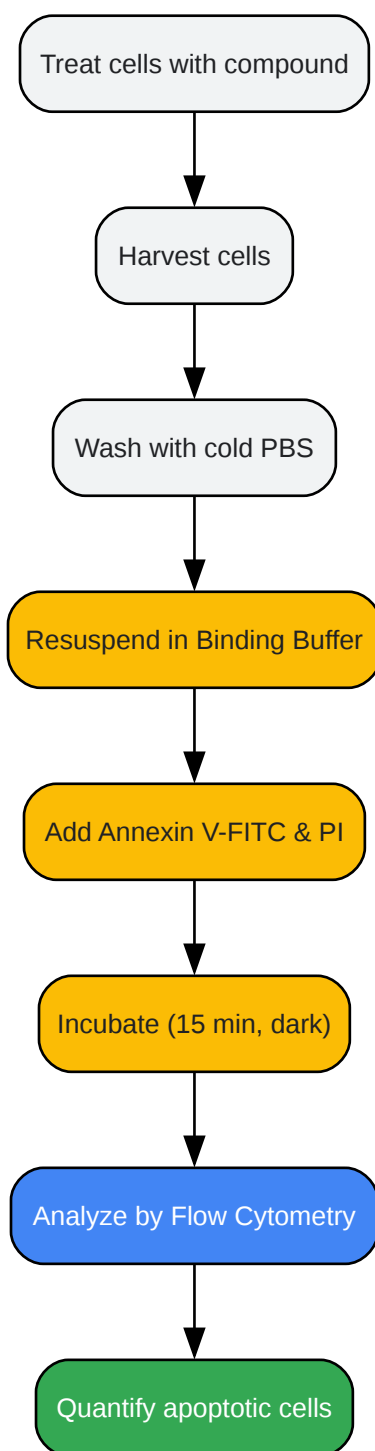 Treat cells with compound
Harvest cells
Wash with cold PBS
Resuspend in Binding Buffer
Add Annexin V-FITC & PI
Incubate (15 min, dark)
Analyze by Flow Cytometry
Quantify apoptotic cells